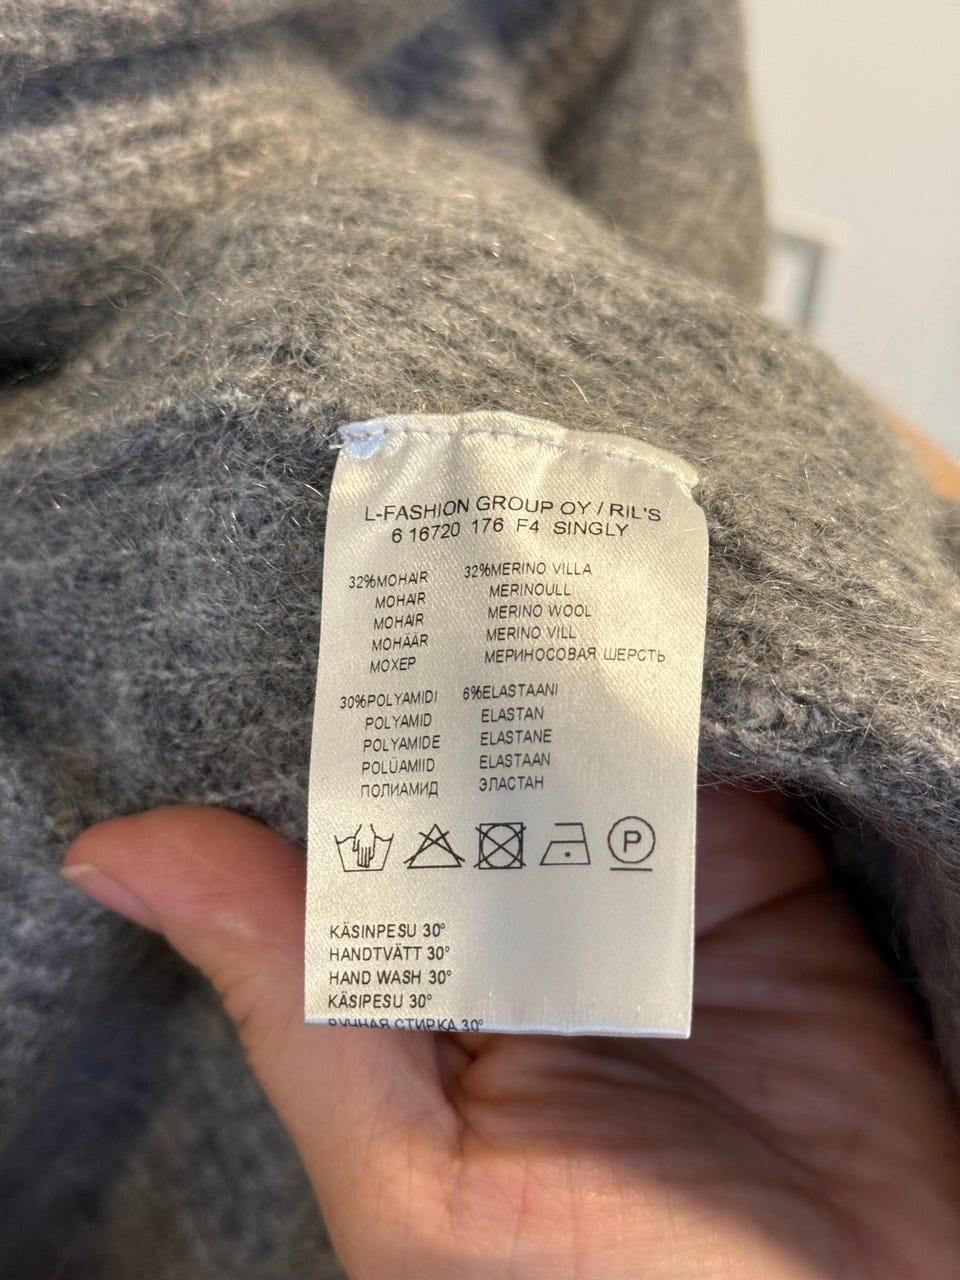 L-FASHION GROUP OY / RIL'S
6 16720 176 F4 SINGLY
32%MOHAIR
MOHAIR
MOHAIR
MOHÄÄR
МОХЕР
32%MERINO VILLA
MERINOULL
MERINO WOOL
MERINO VILL
МЕРИНОСОВАЯ ШЕРСТЬ
30%POLYAMIDI
POLYAMID
POLYAMIDE
POLÜAMIID
ПОЛИАМИД
6%ELASTAANI
ELASTAN
ELASTANE
ELASTAAN
ЭЛАСТАН
P
KÄSINPESU 30°
HANDTVÄTT 30°
HAND WASH 30°
KÄSIPESU 30°
РУЧНАЯ СТИРКА 30°